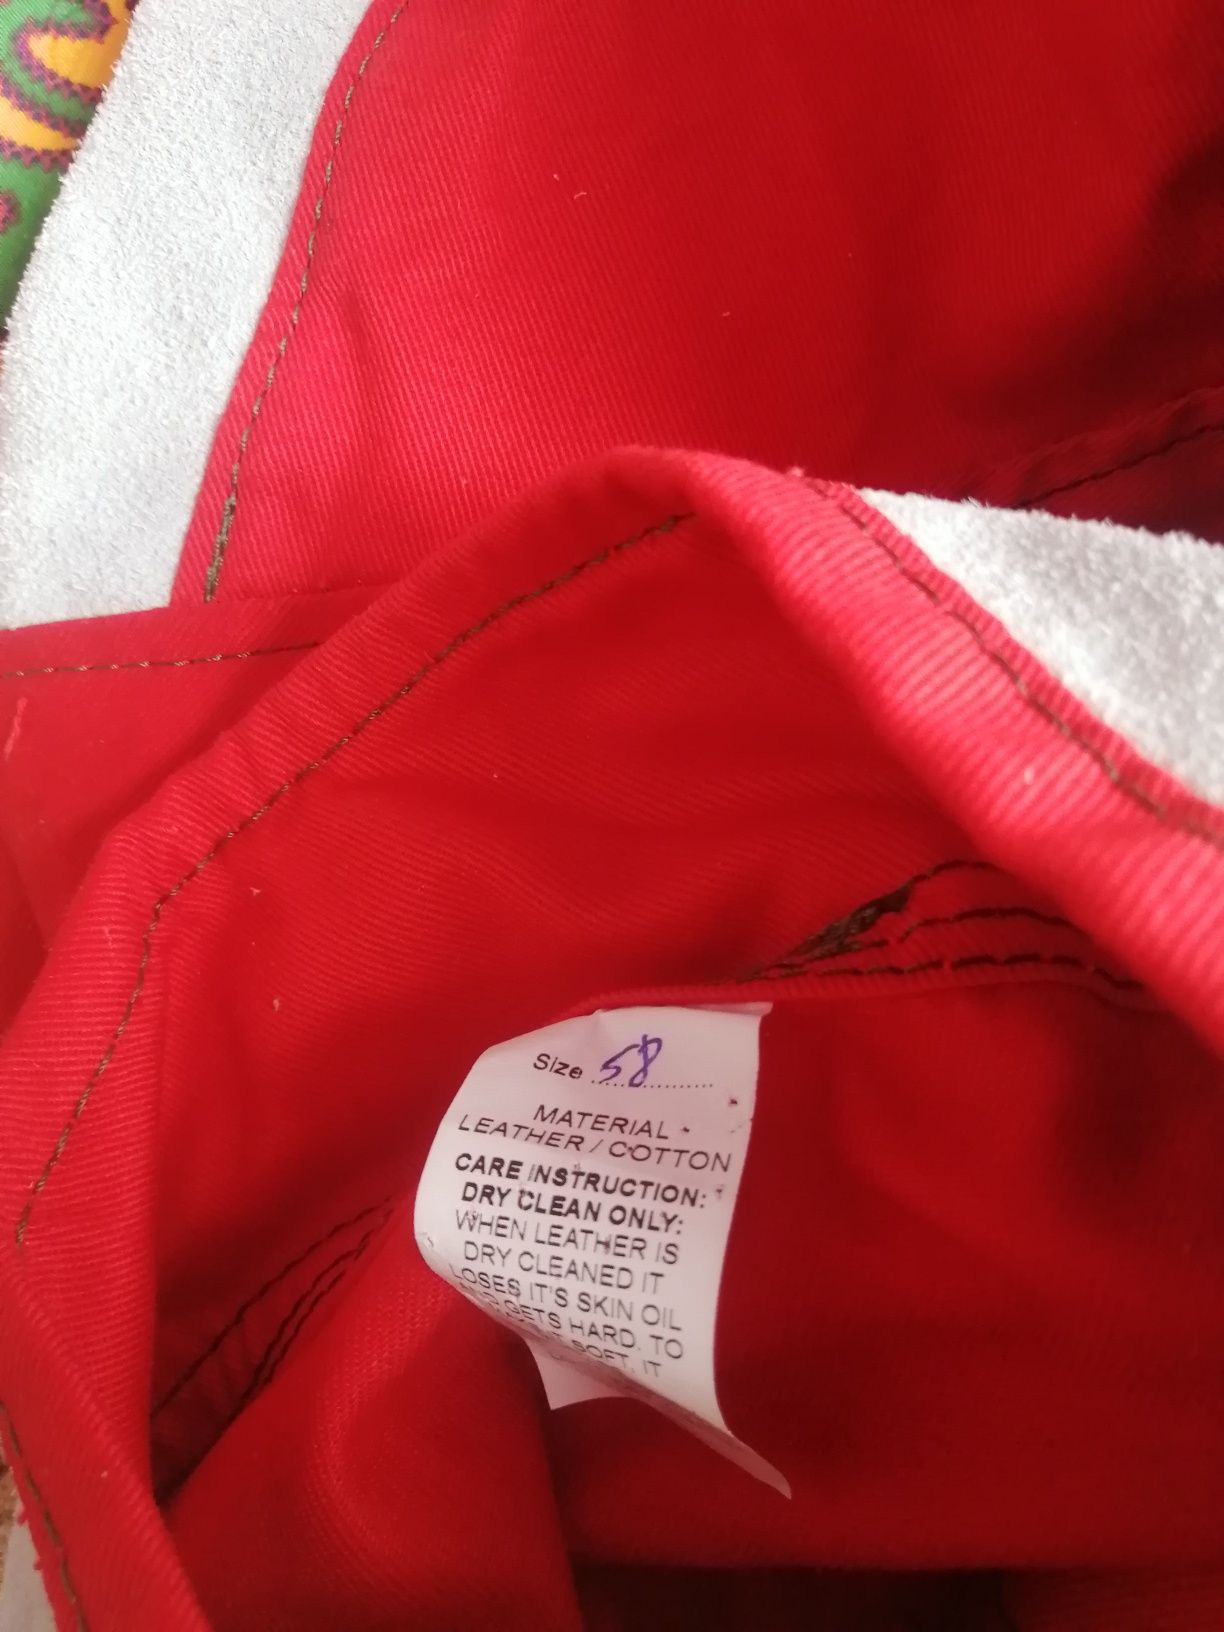 Size 58
MATERIAL
LEATHER / COTTON
CARE INSTRUCTION:
DRY CLEAN ONLY:
WHEN LEATHER IS
DRY CLEANED IT
LOSES IT'S SKIN OIL
GETS HARD. TO
SOFT, IT